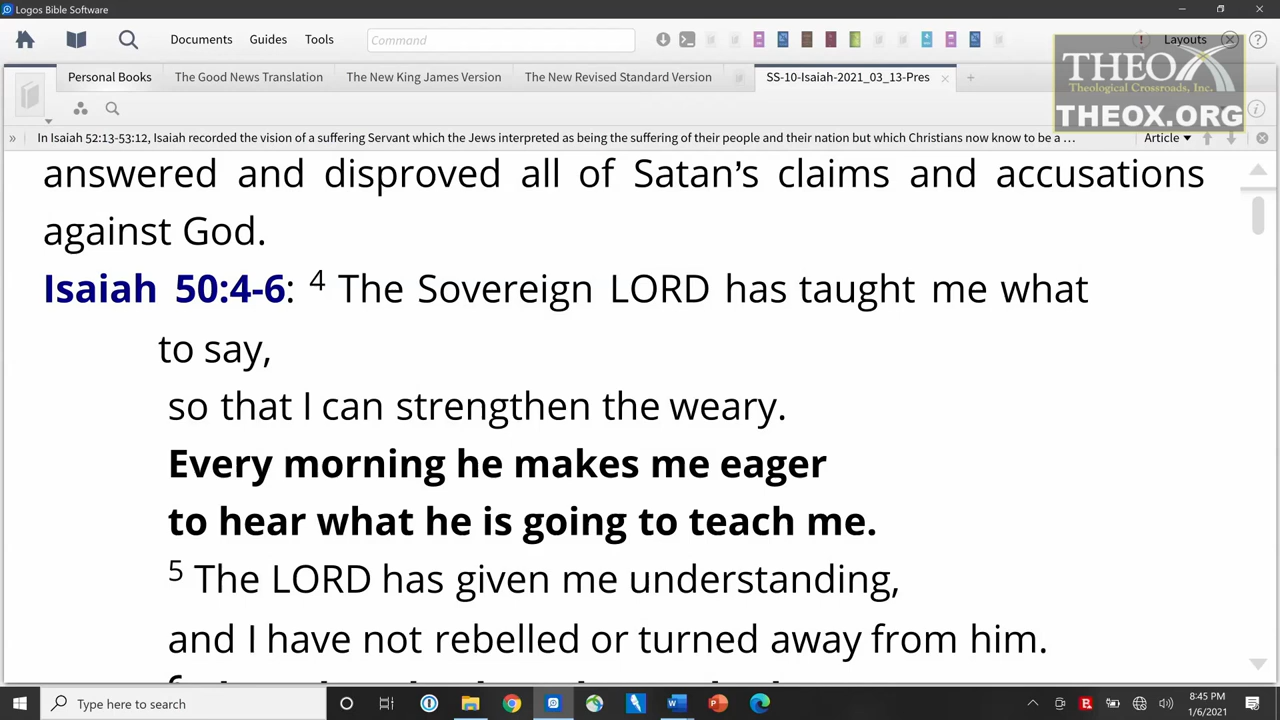 Logos Bible Software
Documents Guides Tools Command Layouts
Personal Books The Good News Translation The New King James Version The New Revised Standard Version SS-10-Isaiah-2021_03_13-Pres
THEOX
Theological Crossroads, Inc.
THEOX.ORG
In Isaiah 52:13-53:12, Isaiah recorded the vision of a suffering Servant which the Jews interpreted as being the suffering of their people and their nation but which Christians now know to be a ... Article
answered and disproved all of Satan's claims and accusations
against God.
Isaiah 50:4-6: 4 The Sovereign LORD has taught me what
to say,
so that I can strengthen the weary.
Every morning he makes me eager
to hear what he is going to teach me.
5 The LORD has given me understanding,
and I have not rebelled or turned away from him.
Type here to search
8:45 PM
1/6/2021